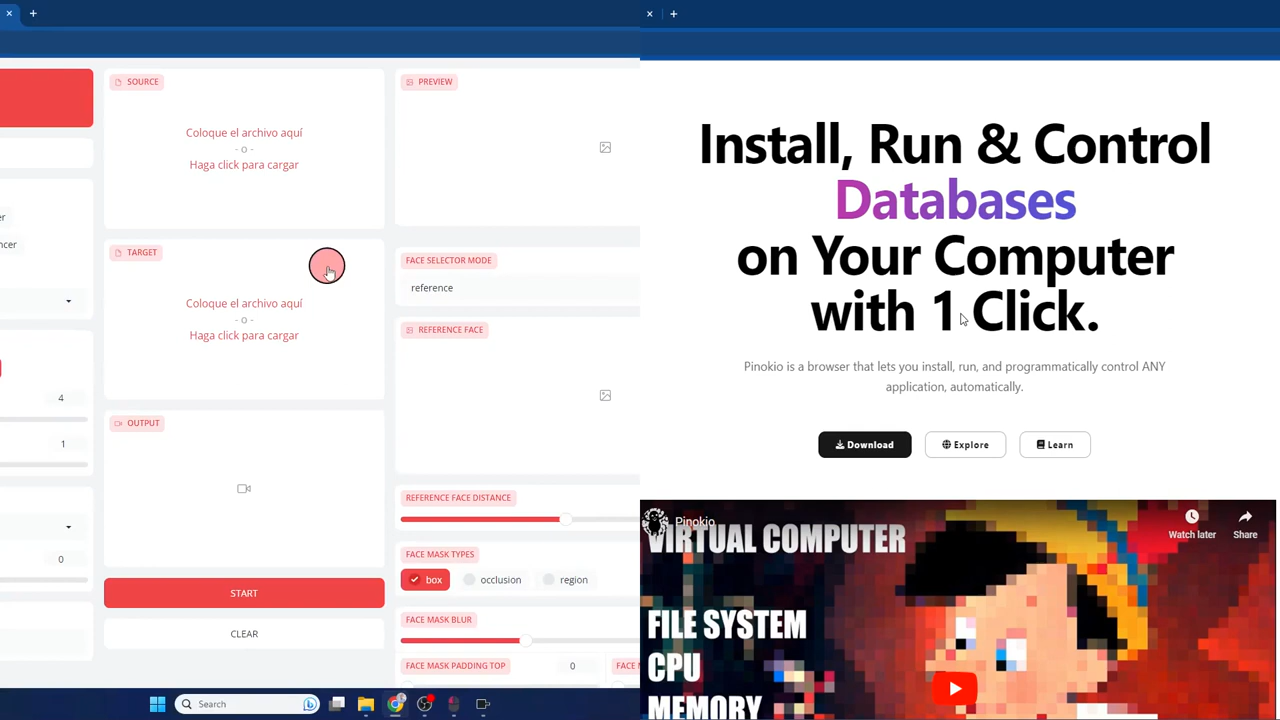 SOURCE
Coloque el archivo aquí
- o -
Haga click para cargar
TARGET
Coloque el archivo aquí
- o -
Haga click para cargar
4
1
0
OUTPUT
START
CLEAR
PREVIEW
FACE SELECTOR MODE
reference
REFERENCE FACE
REFERENCE FACE DISTANCE
FACE MASK TYPES
box
occlusion
region
FACE MASK BLUR
FACE MASK PADDING TOP
0
FACE
Search
Install, Run & Control
Databases
on Your Computer
with 1 Click.
Pinokio is a browser that lets you install, run, and programmatically control ANY
application, automatically.
Download
Explore
Learn
Pinokio
Watch later
Share
VIRTUAL COMPUTER
FILE SYSTEM
CPU
MEMORY